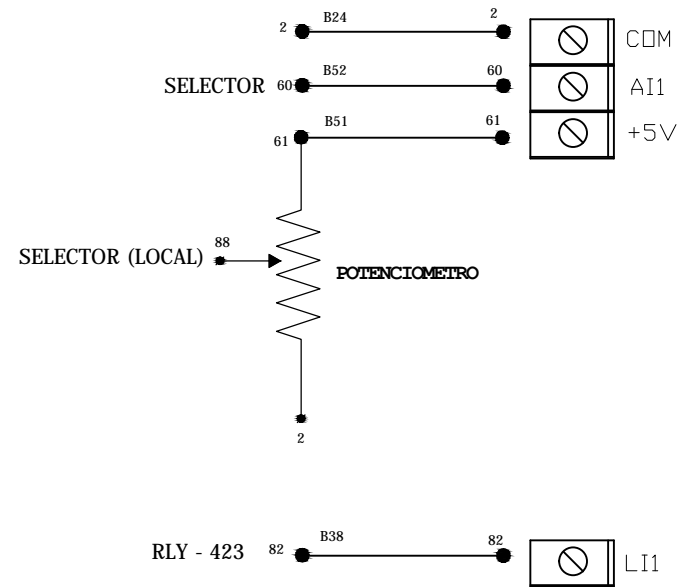 2 B24 2 COM
SELECTOR 60 B52 60 AI1
61 B51 61 +5V
SELECTOR (LOCAL) 88
POTENCIOMETRO
2
RLY - 423 82 B38 82 LI1